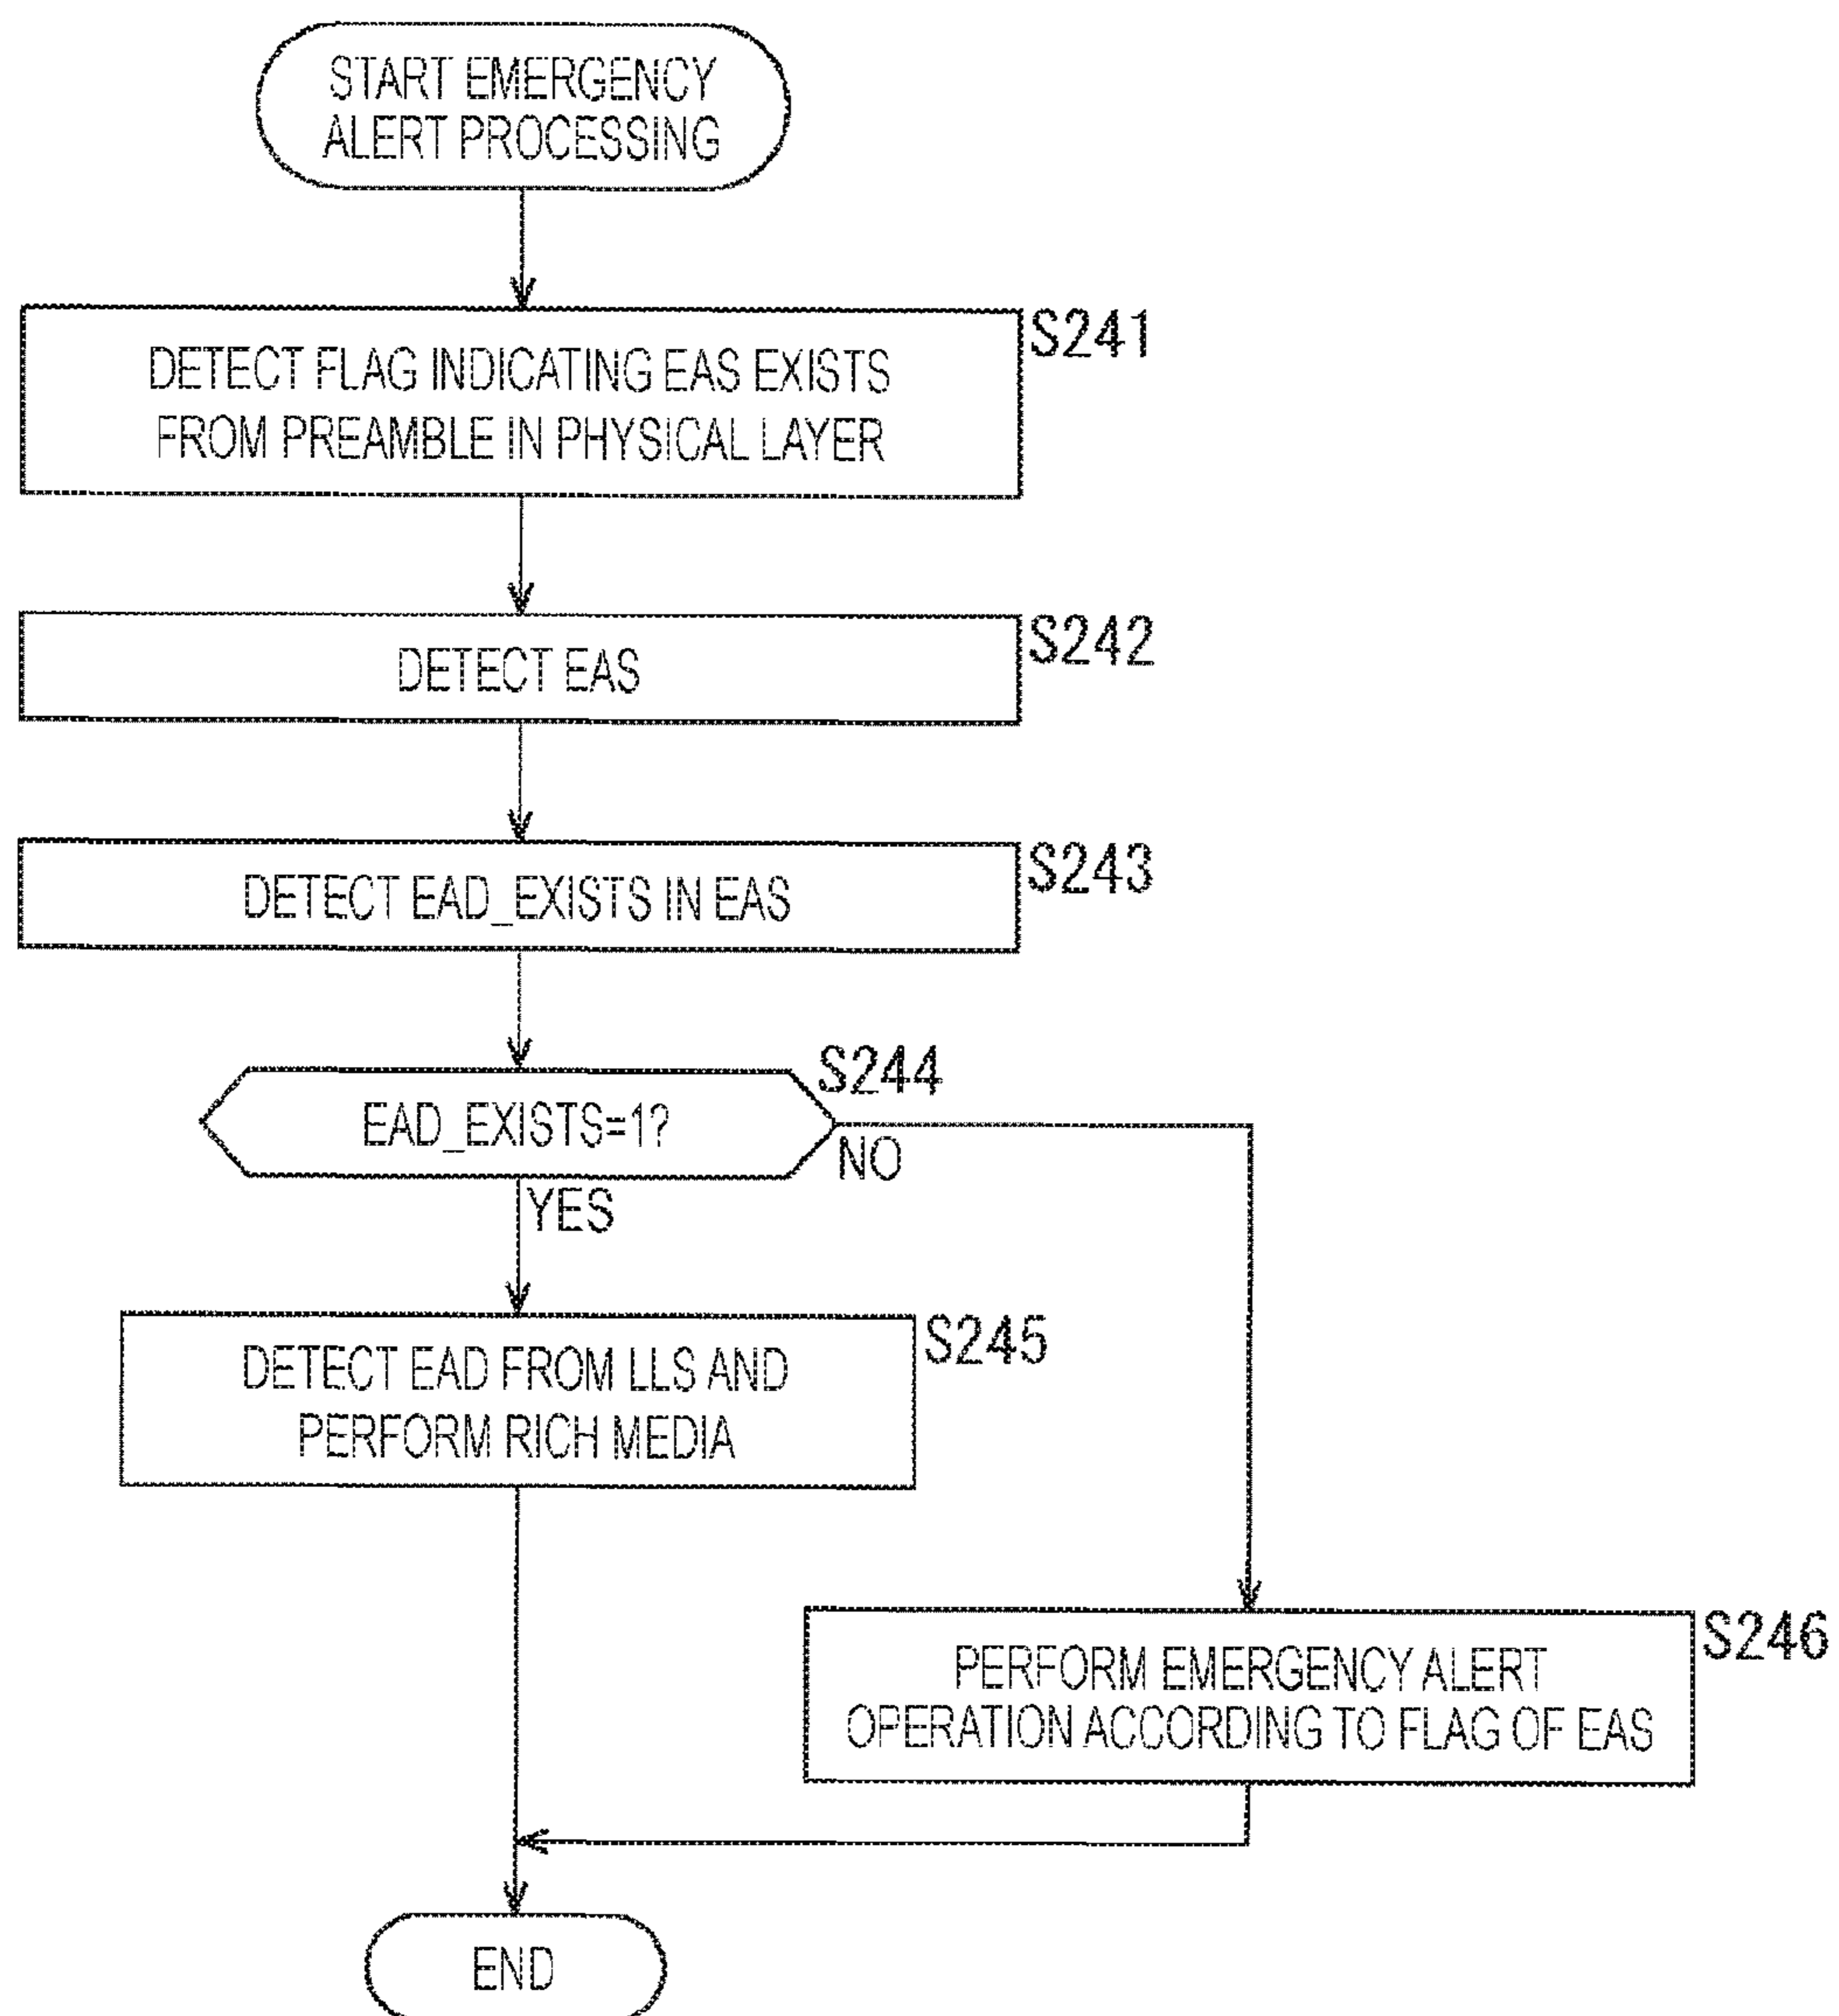 START EMERGENCY
ALERT PROCESSING
S241
DETECT FLAG INDICATING EAS EXISTS
FROM PREAMBLE IN PHYSICAL LAYER
S242
DETECT EAS
S243
DETECT EAD_EXISTS IN EAS
S244
EAD_EXISTS=1?
NO
YES
S245
DETECT EAD FROM LLS AND
PERFORM RICH MEDIA
S246
PERFORM EMERGENCY ALERT
OPERATION ACCORDING TO FLAG OF EAS
END